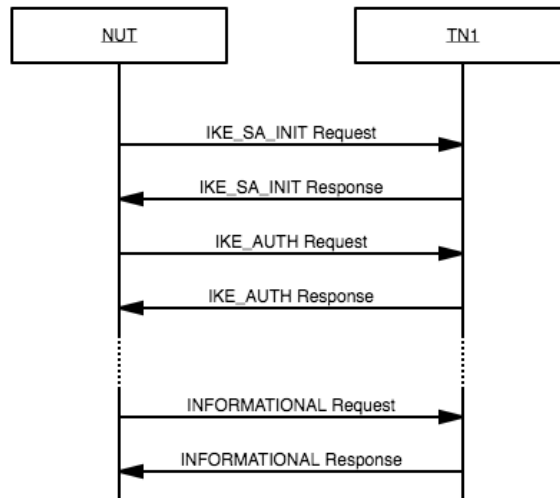 NUT
TN1
IKE_SA_INIT Request
IKE_SA_INIT Response
IKE_AUTH Request
IKE_AUTH Response
INFORMATIONAL Request
INFORMATIONAL Response